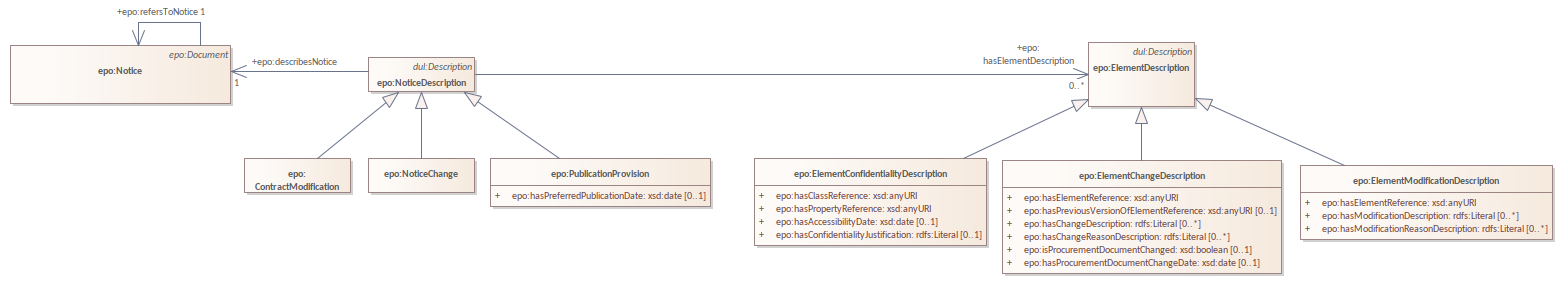 +epo:refersToNotice 1
epo:Document
epo:Notice
+epo:describesNotice
1
dul:Description
epo:NoticeDescription
+epo:
hasElementDescription
0..*
dul:Description
epo:ElementDescription
epo:
ContractModification
epo:NoticeChange
epo:PublicationProvision
+ epo:hasPreferredPublicationDate: xsd:date [0..1]
epo:ElementConfidentialityDescription
+ epo:hasClassReference: xsd:anyURI
+ epo:hasPropertyReference: xsd:anyURI
+ epo:hasAccessibilityDate: xsd:date [0..1]
+ epo:hasConfidentialityJustification: rdfs:Literal [0..1]
epo:ElementChangeDescription
+ epo:hasElementReference: xsd:anyURI
+ epo:hasPreviousVersionOfElementReference: xsd:anyURI [0..1]
+ epo:hasChangeDescription: rdfs:Literal [0..*]
+ epo:hasChangeReasonDescription: rdfs:Literal [0..*]
+ epo:isProcurementDocumentChanged: xsd:boolean [0..1]
+ epo:hasProcurementDocumentChangeDate: xsd:date [0..1]
epo:ElementModificationDescription
+ epo:hasElementReference: xsd:anyURI
+ epo:hasModificationDescription: rdfs:Literal [0..*]
+ epo:hasModificationReasonDescription: rdfs:Literal [0..*]